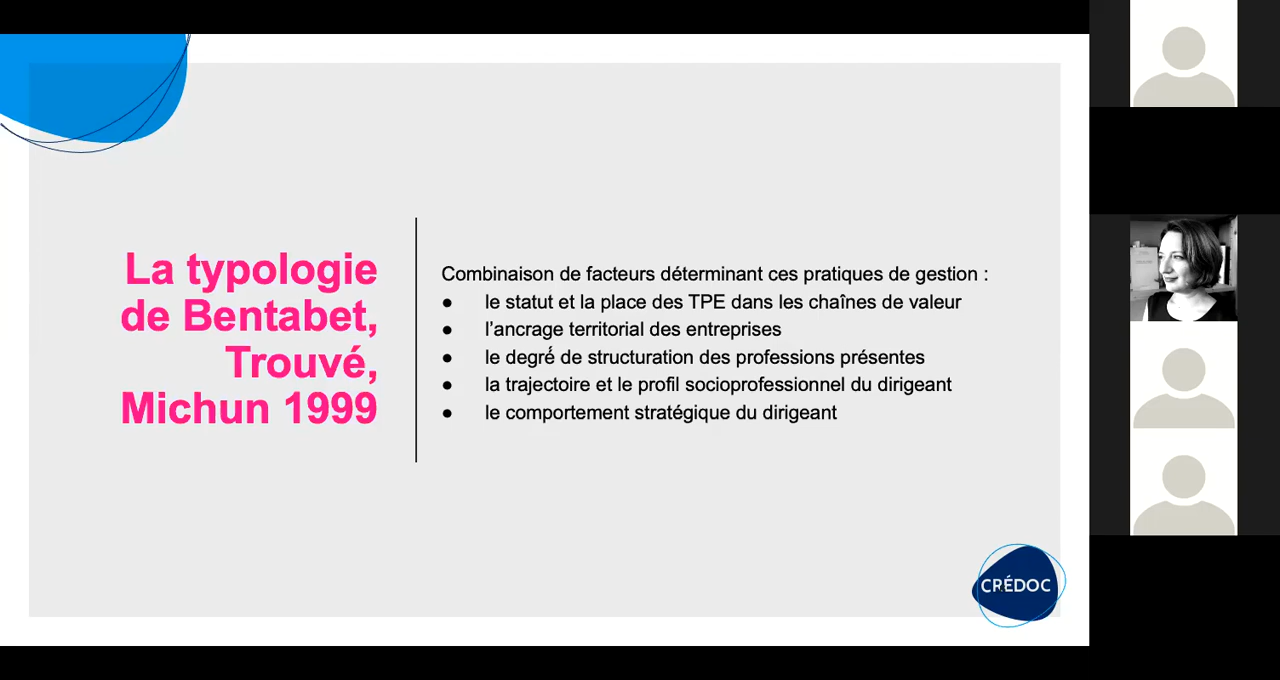 La typologie
de Bentabet,
Trouvé,
Michun 1999
Combinaison de facteurs déterminant ces pratiques de gestion :
● le statut et la place des TPE dans les chaînes de valeur
● l’ancrage territorial des entreprises
● le degré de structuration des professions présentes
● la trajectoire et le profil socioprofessionnel du dirigeant
● le comportement stratégique du dirigeant
CRÉDOC